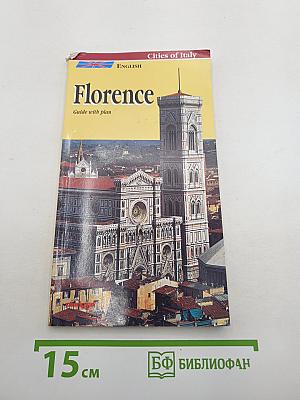 Cities of Italy
ENGLISH
Florence
Guide with plan
15 см
БФ БИБЛИОФАН